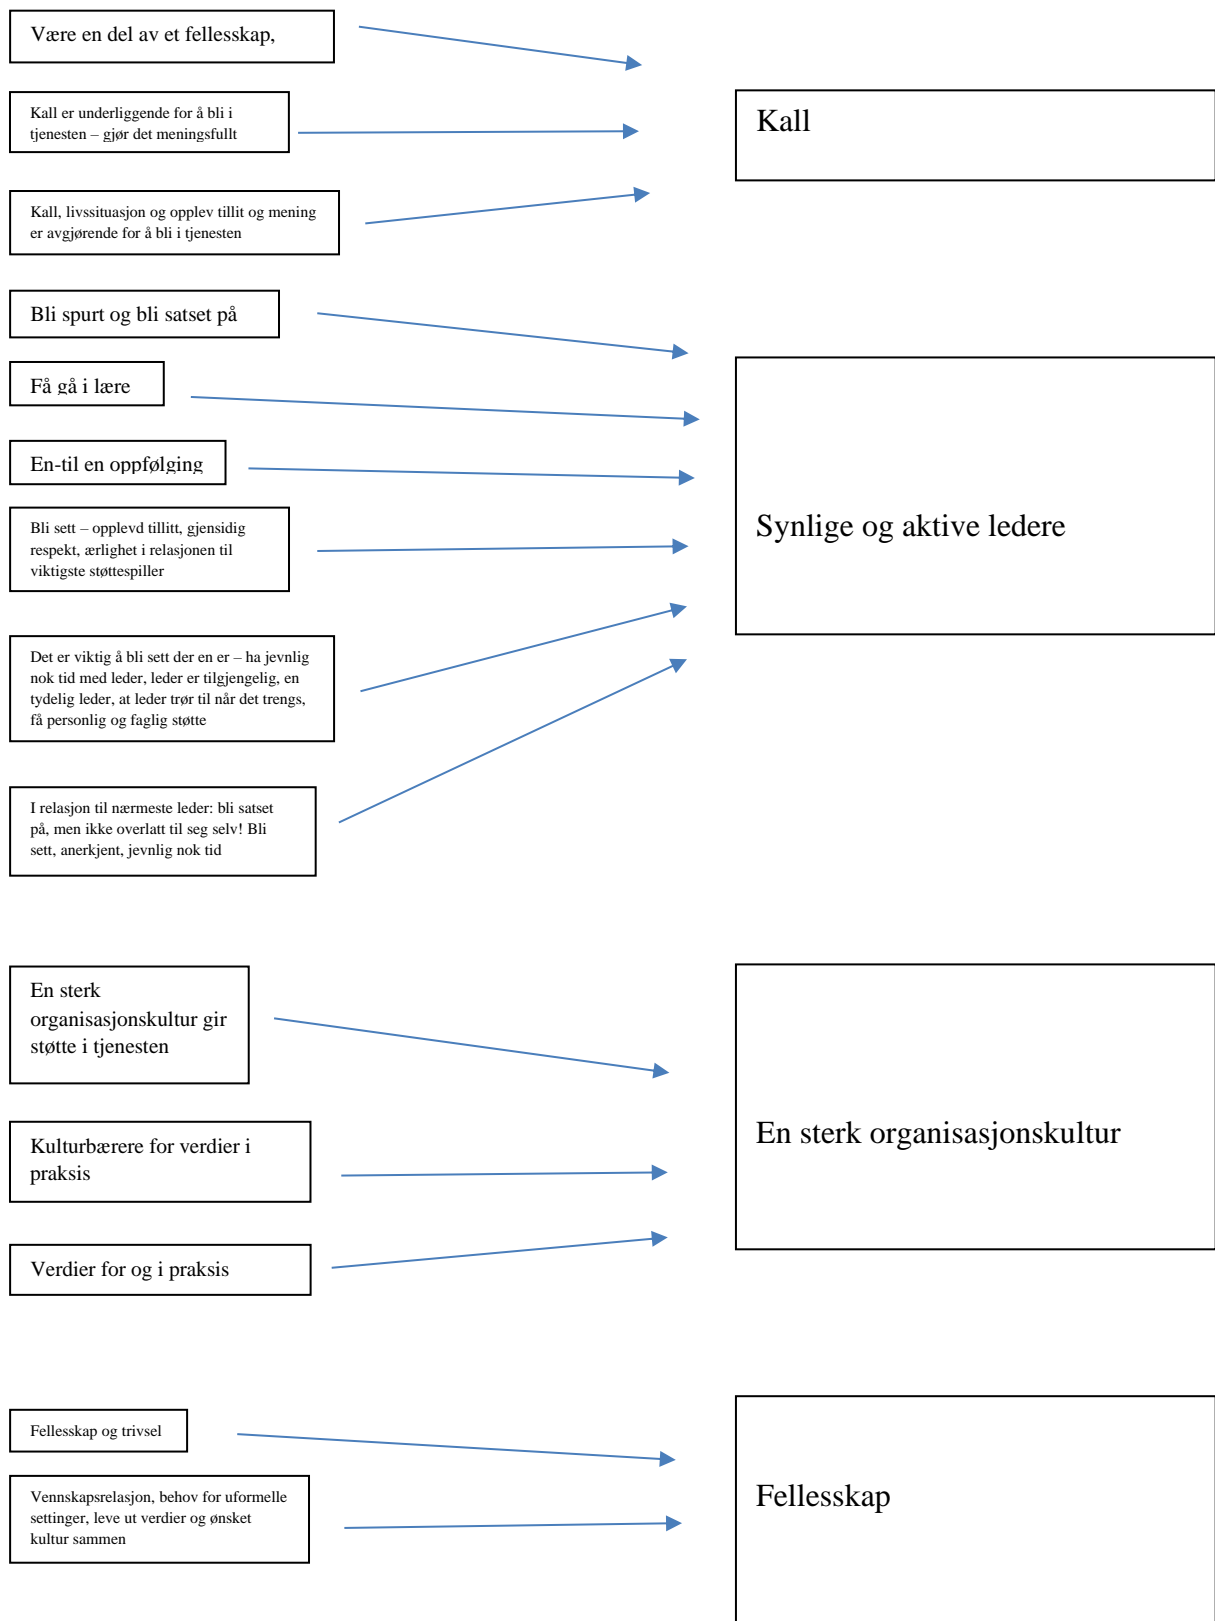 Være en del av et fellesskap,
Kall er underliggende for å bli i
tjenesten – gjør det meningsfullt
Kall, livssituasjon og opplev tillit og mening
er avgjørende for å bli i tjenesten
Kall
Bli spurt og bli satset på
Få gå i lære
En-til en oppfølging
Bli sett – opplevd tillitt, gjensidig
respekt, ærlighet i relasjonen til
viktigste støttespiller
Det er viktig å bli sett der en er – ha jevnlig
nok tid med leder, leder er tilgjengelig, en
tydelig leder, at leder trør til når det trengs,
få personlig og faglig støtte
I relasjon til nærmeste leder: bli satset
på, men ikke overlatt til seg selv! Bli
sett, anerkjent, jevnlig nok tid
Synlige og aktive ledere
En sterk
organisasjonskultur gir
støtte i tjenesten
Kulturbærere for verdier i
praksis
Verdier for og i praksis
En sterk organisasjonskultur
Fellesskap og trivsel
Vennskapsrelasjon, behov for uformelle
settinger, leve ut verdier og ønsket
kultur sammen
Fellesskap